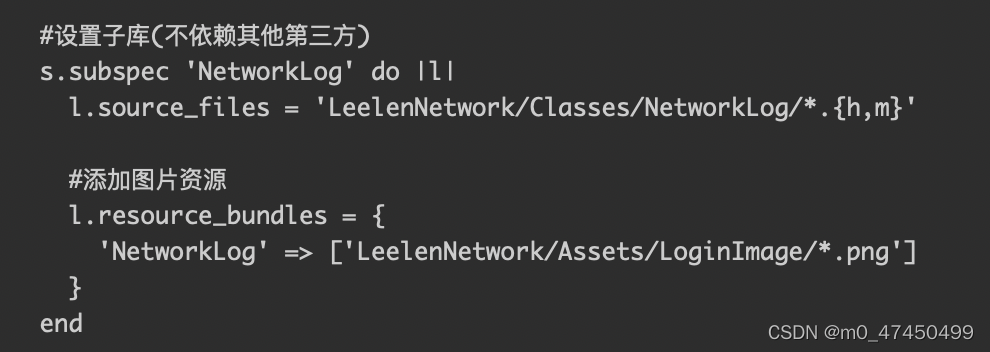 #设置子库(不依赖其他第三方)
s.subspec 'NetworkLog' do |l|
  l.source_files = 'LeelenNetwork/Classes/NetworkLog/*.{h,m}'
  #添加图片资源
  l.resource_bundles = {
    'NetworkLog' => ['LeelenNetwork/Assets/LoginImage/*.png']
  }
end
CSDN @m0_47450499